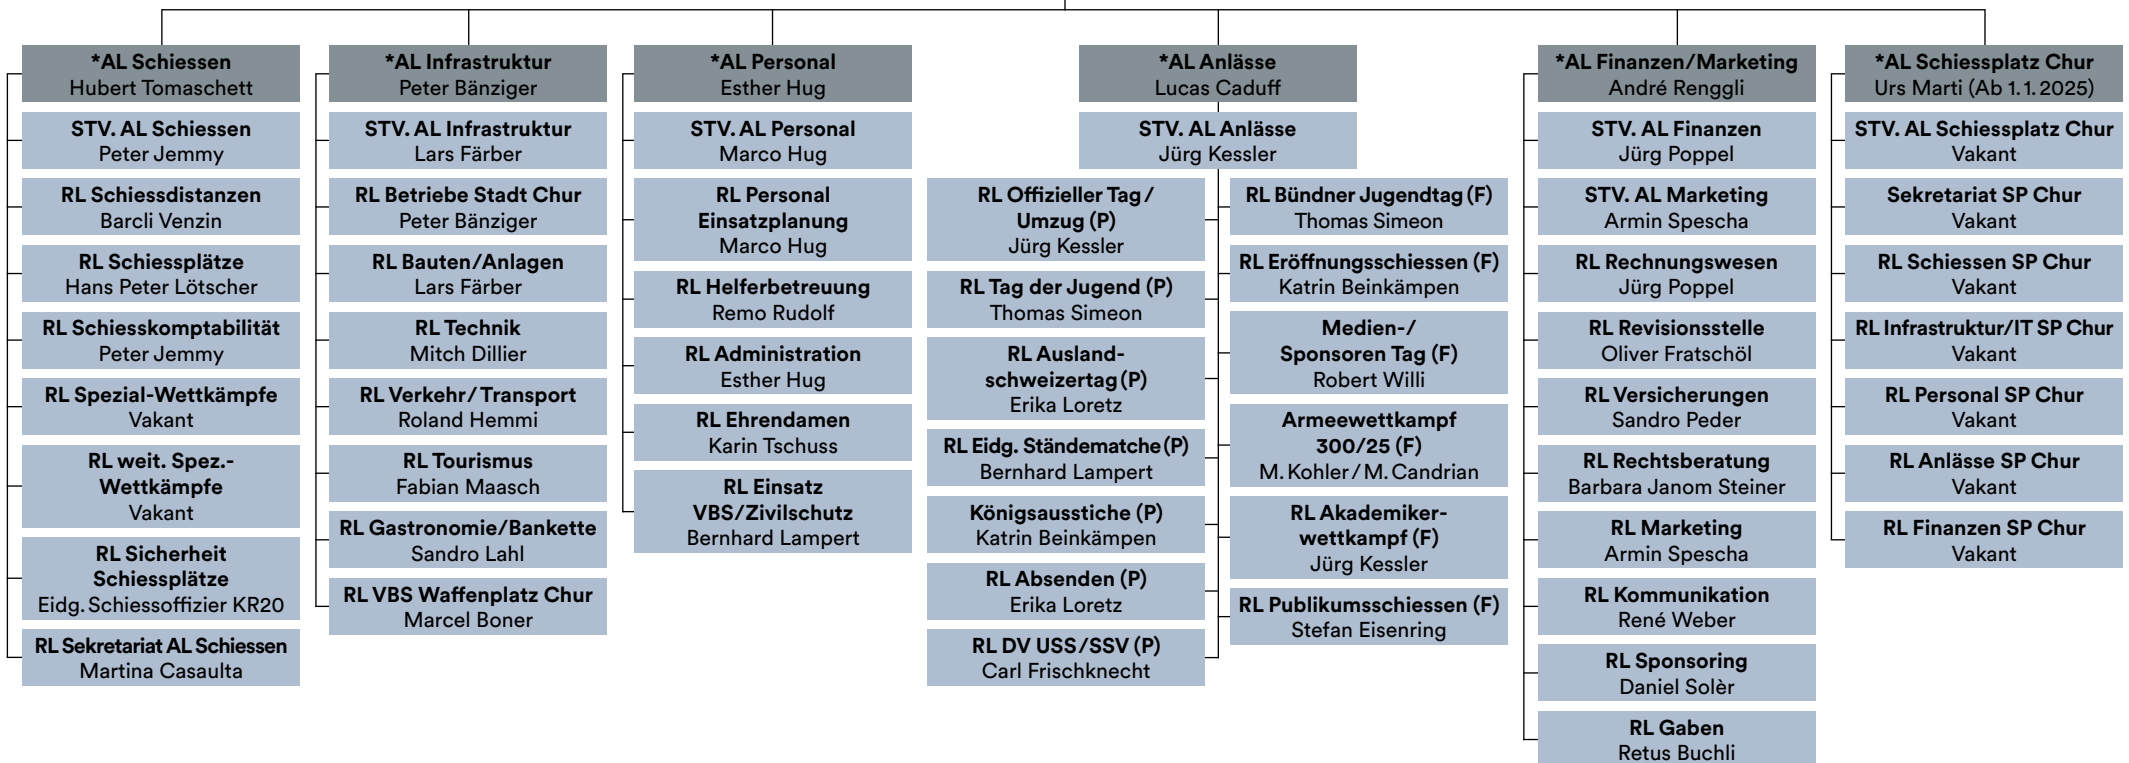 *AL Schiessen
Hubert Tomaschett
STV. AL Schiessen
Peter Jemmy
RL Schiessdistanzen
Barcli Venzin
RL Schiessplätze
Hans Peter Lötscher
RL Schiesskomptabilität
Peter Jemmy
RL Spezial-Wettkämpfe
Vakant
RL weit. Spez.-
Wettkämpfe
Vakant
RL Sicherheit
Schiessplätze
Eidg. Schiessoffizier KR20
RL Sekretariat AL Schiessen
Martina Casaulta
*AL Infrastruktur
Peter Bänziger
STV. AL Infrastruktur
Lars Färber
RL Betriebe Stadt Chur
Peter Bänziger
RL Bauten/Anlagen
Lars Färber
RL Technik
Mitch Dillier
RL Verkehr/Transport
Roland Hemmi
RL Tourismus
Fabian Maasch
RL Gastronomie/Bankette
Sandro Lahl
RL VBS Waffenplatz Chur
Marcel Boner
*AL Personal
Esther Hug
STV. AL Personal
Marco Hug
RL Personal
Einsatzplanung
Marco Hug
RL Helferbetreuung
Remo Rudolf
RL Administration
Esther Hug
RL Ehrendamen
Karin Tschuss
RL Einsatz
VBS/Zivilschutz
Bernhard Lampert
*AL Anlässe
Lucas Caduff
STV. AL Anlässe
Jürg Kessler
RL Offizieller Tag/
Umzug (P)
Jürg Kessler
RL Tag der Jugend (P)
Thomas Simeon
RL Ausland-
schweizertag (P)
Erika Loretz
RL Eidg. Ständematche (P)
Bernhard Lampert
Königsausstiche (P)
Katrin Beinkämpen
RL Absenden (P)
Erika Loretz
RL DV USS/SSV (P)
Carl Frischknecht
RL Bündner Jugendtag (F)
Thomas Simeon
RL Eröffnungsschiessen (F)
Katrin Beinkämpen
Medien-/
Sponsoren Tag (F)
Robert Willi
Armeewettkampf
300/25 (F)
M. Kohler/M. Candrian
RL Akademiker-
wettkampf (F)
Jürg Kessler
RL Publikumsschiessen (F)
Stefan Eisenring
*AL Finanzen/Marketing
André Renggli
STV. AL Finanzen
Jürg Poppel
STV. AL Marketing
Armin Spescha
RL Rechnungswesen
Jürg Poppel
RL Revisionsstelle
Oliver Fratschöl
RL Versicherungen
Sandro Peder
RL Rechtsberatung
Barbara Janom Steiner
RL Marketing
Armin Spescha
RL Kommunikation
René Weber
RL Sponsoring
Daniel Solèr
RL Gaben
Retus Buchli
*AL Schiessplatz Chur
Urs Marti (Ab 1.1.2025)
STV. AL Schiessplatz Chur
Vakant
Sekretariat SP Chur
Vakant
RL Schiessen SP Chur
Vakant
RL Infrastruktur/IT SP Chur
Vakant
RL Personal SP Chur
Vakant
RL Anlässe SP Chur
Vakant
RL Finanzen SP Chur
Vakant